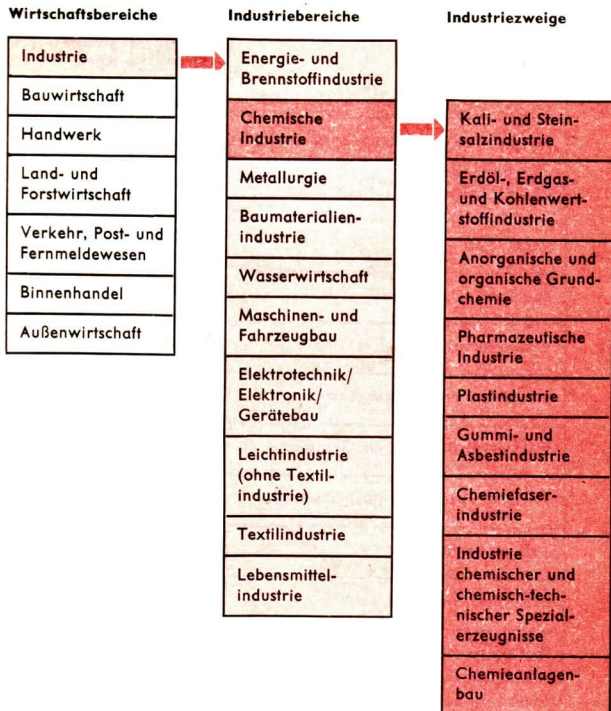 Wirtschaftsbereiche
Industrie
Bauwirtschaft
Handwerk
Land- und
Forstwirtschaft
Verkehr, Post- und
Fernmeldewesen
Binnenhandel
Außenwirtschaft
Industriebereiche
Energie- und
Brennstoffindustrie
Chemische
Industrie
Metallurgie
Baumaterialien-
industrie
Wasserwirtschaft
Maschinen- und
Fahrzeugbau
Elektrotechnik/
Elektronik/
Gerätebau
Leichtindustrie
(ohne Textil-
industrie)
Textilindustrie
Lebensmittel-
industrie
Industriezweige
Kali- und Stein-
salzindustrie
Erdöl-, Erdgas-
und Kohlenwert-
stoffindustrie
Anorganische und
organische Grund-
chemie
Pharmazeutische
Industrie
Plastindustrie
Gummi- und
Asbestindustrie
Chemiefaser-
industrie
Industrie
chemischer und
chemisch-tech-
nischer Spezial-
erzeugnisse
Chemieanlagen-
bau